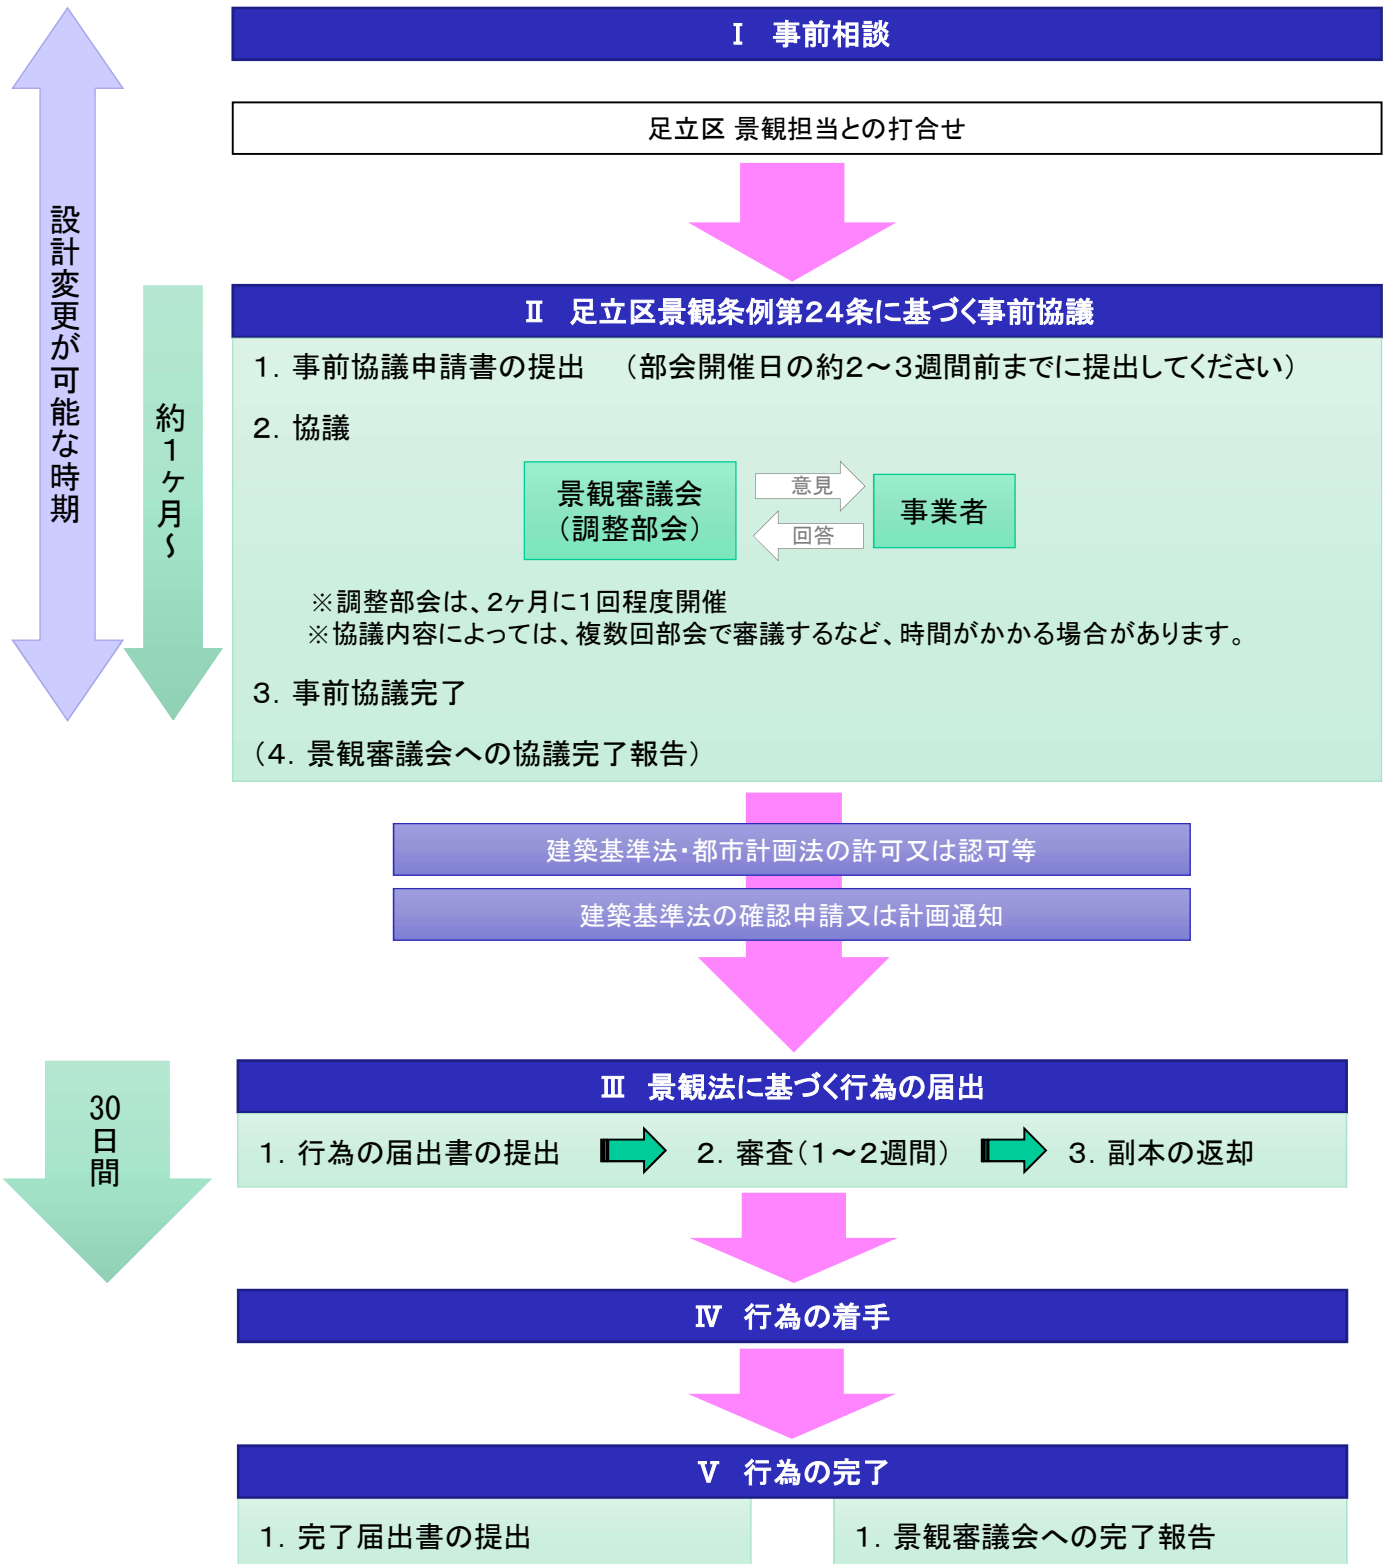 Ⅰ　事前相談
足立区 景観担当との打合せ
設計変更が可能な時期
約１ヶ月～
Ⅱ　足立区景観条例第２４条に基づく事前協議
１．事前協議申請書の提出　（部会開催日の約２～３週間前までに提出してください）
２．協議
景観審議会
（調整部会）
意見
回答
事業者
※調整部会は、２ヶ月に１回程度開催
※協議内容によっては、複数回部会で審議するなど、時間がかかる場合があります。
３．事前協議完了
（４．景観審議会への協議完了報告）
建築基準法・都市計画法の許可又は認可等
建築基準法の確認申請又は計画通知
30
日
間
Ⅲ　景観法に基づく行為の届出
１．行為の届出書の提出
２．審査（１～２週間）
３．副本の返却
Ⅳ　行為の着手
Ⅴ　行為の完了
１．完了届出書の提出
１．景観審議会への完了報告